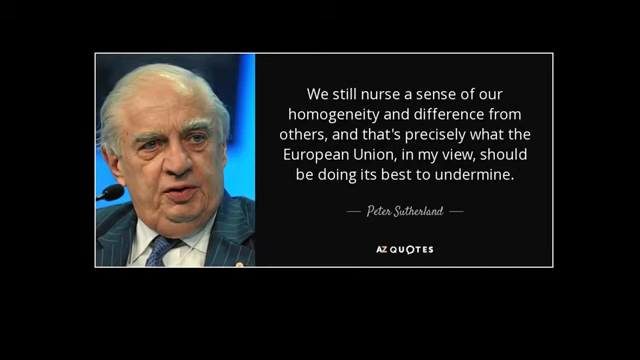 We still nurse a sense of our
homogeneity and difference from
others, and that's precisely what the
European Union, in my view, should
be doing its best to undermine.
— Peter Sutherland —
AZ QUOTES